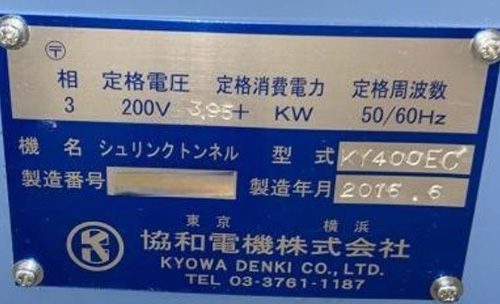 〒
相 定格電圧 定格消費電力 定格周波数
3 200V 3.95+ KW 50/60Hz
機名 シュリンクトンネル 型式 KY400EC
製造番号 製造年月 2016.6
東京 横浜
協和電機株式会社
KYOWA DENKI CO., LTD.
TEL 03-3761-1187